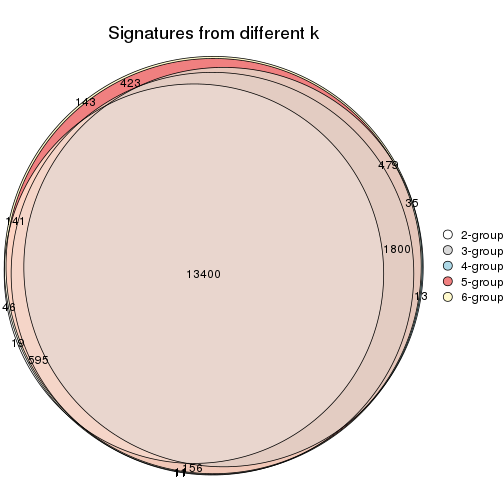 Signatures from different k
423
143
479
35
141
1800
13400
13
46
19
595
156
2-group
3-group
4-group
5-group
6-group